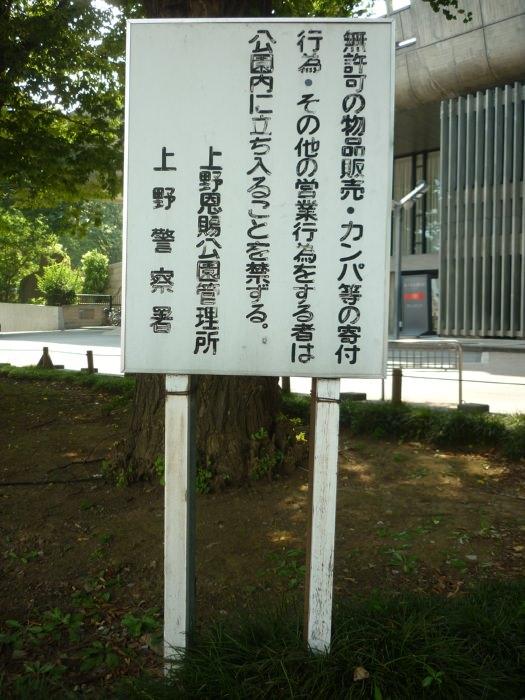 無許可の物品販売・カンパ等の寄付
行為・その他の営業行為をする者は
公園内に立ち入ることを禁ずる。
上野恩賜公園管理所
上野警察署